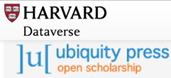 HARVARD
Dataverse
]u[ ubiquity press
open scholarship